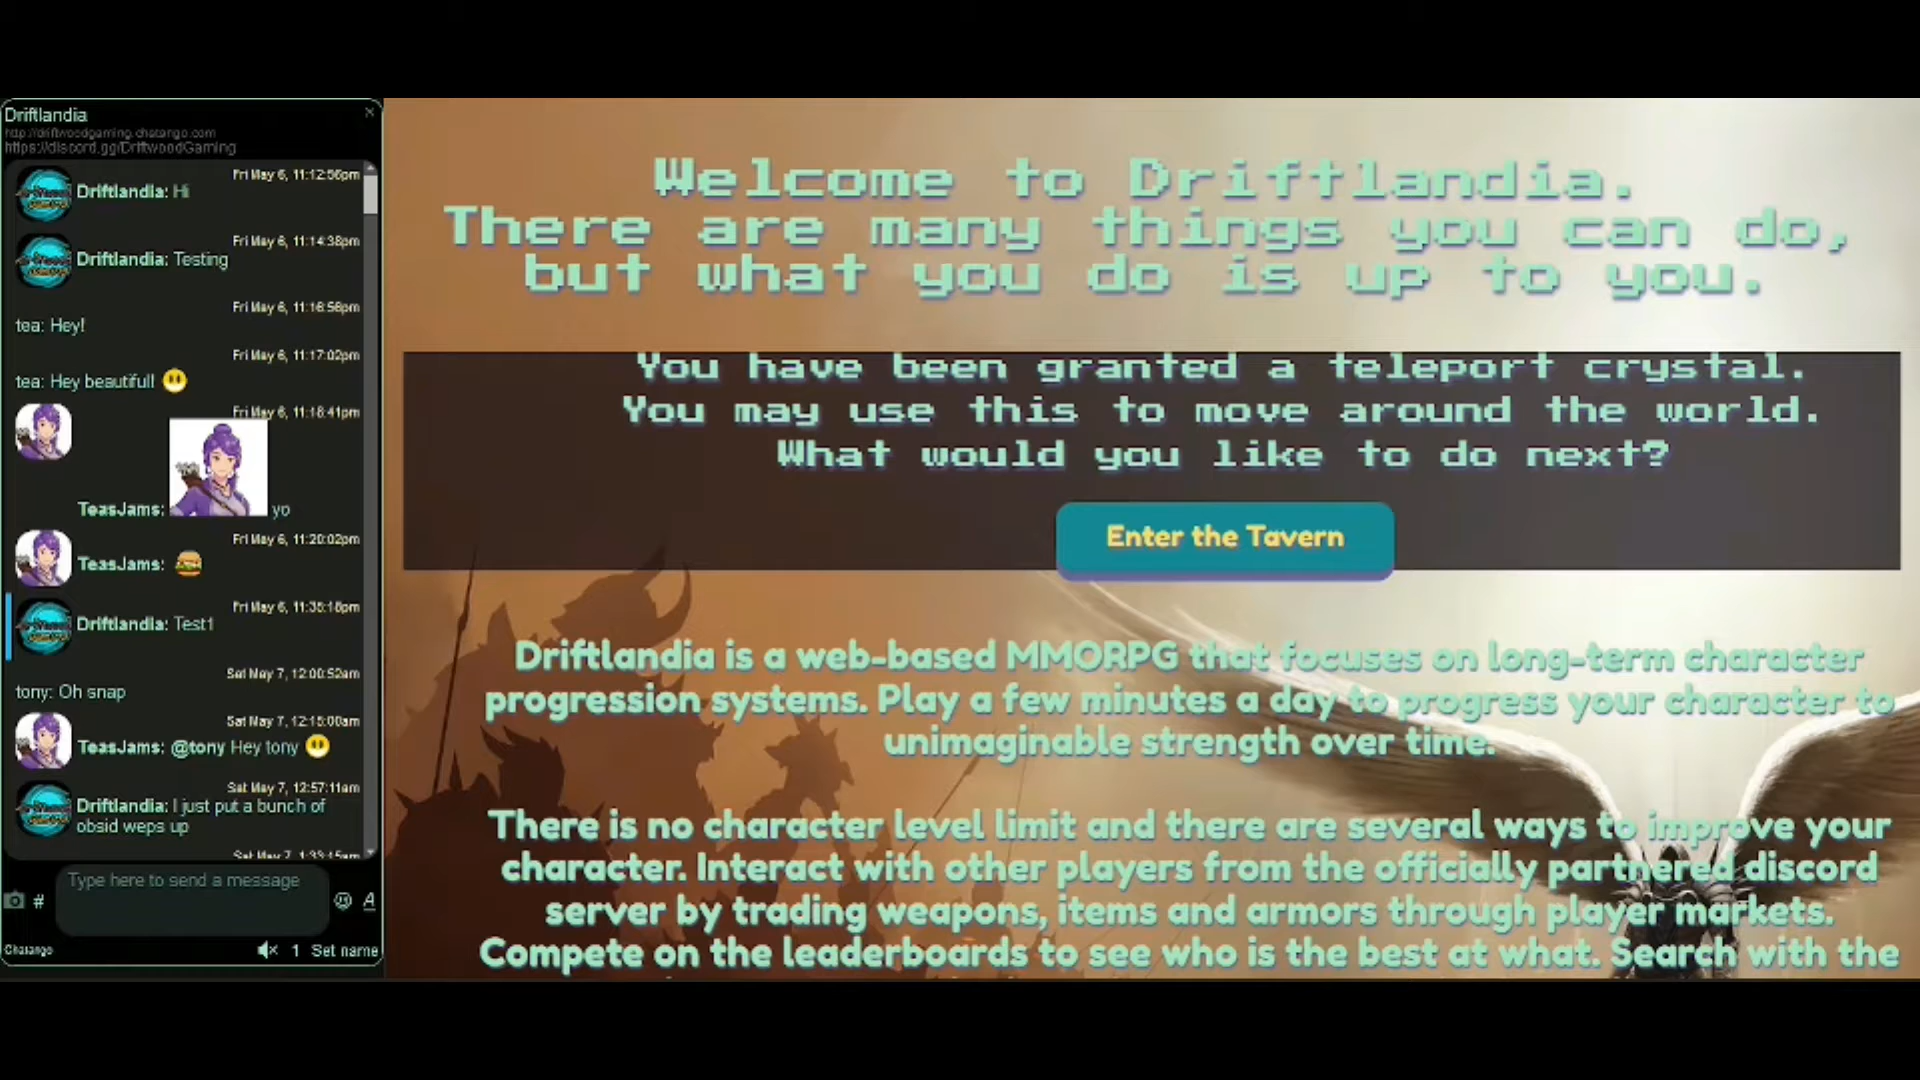 Driftlandia
http://driftwoodgaming.chatango.com
https://discord.gg/DriftwoodGaming
Fri May 6, 11:12:56pm
Driftlandia: Hi
Fri May 6, 11:14:38pm
Driftlandia: Testing
Fri May 6, 11:16:56pm
tea: Hey!
Fri May 6, 11:17:02pm
tea: Hey beautifull
Fri May 6, 11:18:41pm
TeasJams: yo
Fri May 6, 11:20:02pm
TeasJams:
Fri May 6, 11:35:18pm
Driftlandia: Test1
Sat May 7, 12:00:52am
tony: Oh snap
Sat May 7, 12:15:00am
TeasJams: @tony Hey tony
Sat May 7, 12:57:11am
Driftlandia: I just put a bunch of
obsid weps up
Sat May 7, 1:33:15am
Type here to send a message
#
A
Chatango
1 Set name
Welcome to Driftlandia.
There are many things you can do,
but what you do is up to you.
You have been granted a teleport crystal.
You may use this to move around the world.
What would you like to do next?
Enter the Tavern
Driftlandia is a web-based MMORPG that focuses on long-term character
progression systems. Play a few minutes a day to progress your character to
unimaginable strength over time.
There is no character level limit and there are several ways to improve your
character. Interact with other players from the officially partnered discord
server by trading weapons, items and armors through player markets.
Compete on the leaderboards to see who is the best at what. Search with the